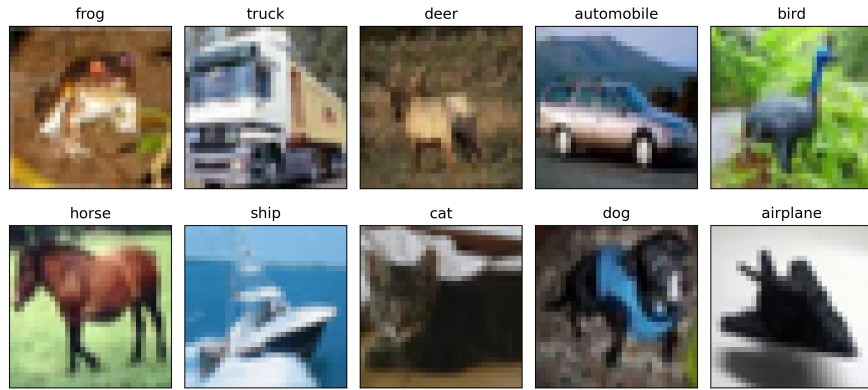 frog truck deer automobile bird
horse ship cat dog airplane